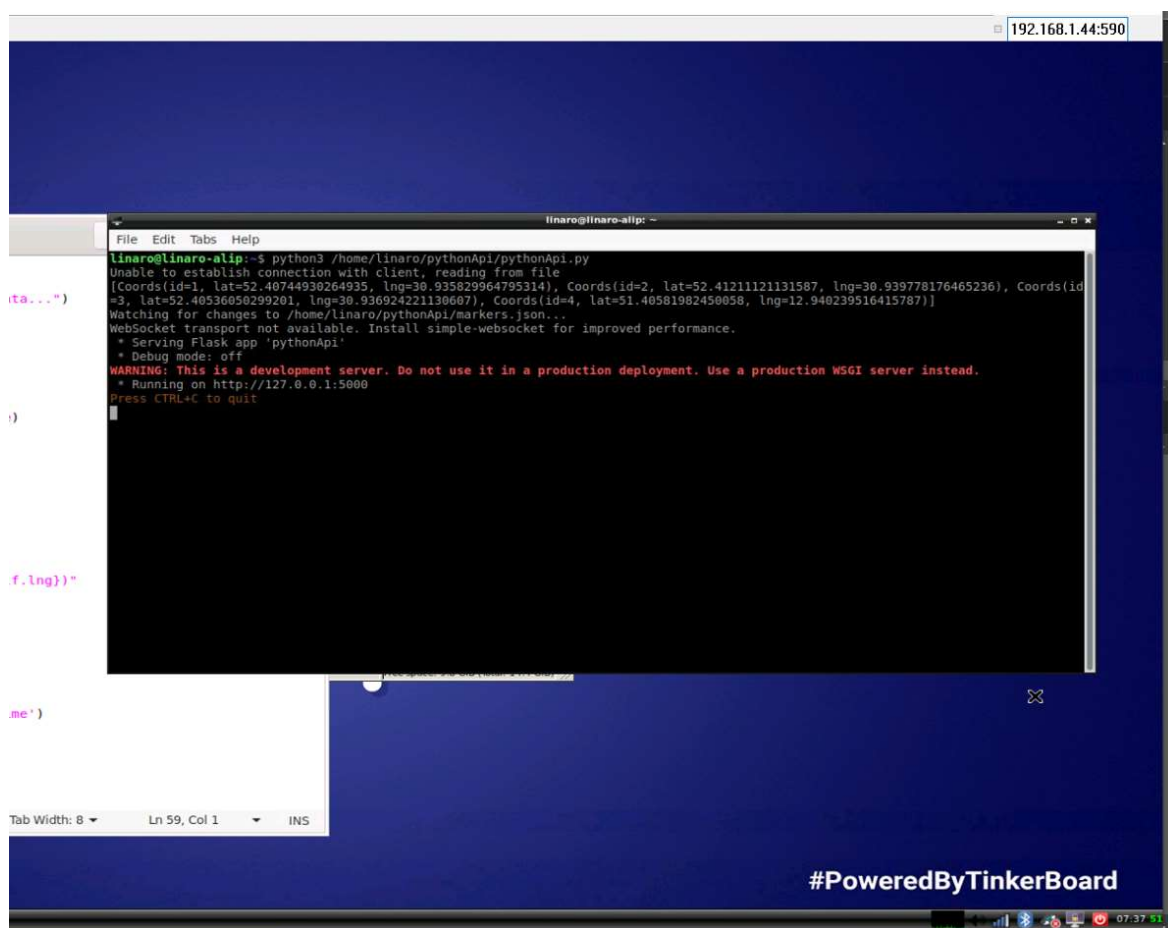 192.168.1.44:590
linaro@linaro-alip: ~
File Edit Tabs Help
linaro@linaro-alip:~$ python3 /home/linaro/pythonApi/pythonApi.py
Unable to establish connection with client, reading from file
[Coords(id=1, lat=52.40744930264935, lng=30.935829964795314), Coords(id=2, lat=52.41211121131587, lng=30.939778176465236), Coords(id
=3, lat=52.40536050299201, lng=30.936924221130607), Coords(id=4, lat=51.40581982450058, lng=12.940239516415787)]
Watching for changes to /home/linaro/pythonApi/markers.json...
WebSocket transport not available. Install simple-websocket for improved performance.
* Serving Flask app 'pythonApi'
* Debug mode: off
WARNING: This is a development server. Do not use it in a production deployment. Use a production WSGI server instead.
* Running on http://127.0.0.1:5000
Press CTRL+C to quit
ta...")
)
f.lng})"
me')
Tab Width: 8 Ln 59, Col 1 INS
#PoweredByTinkerBoard
07:37 51